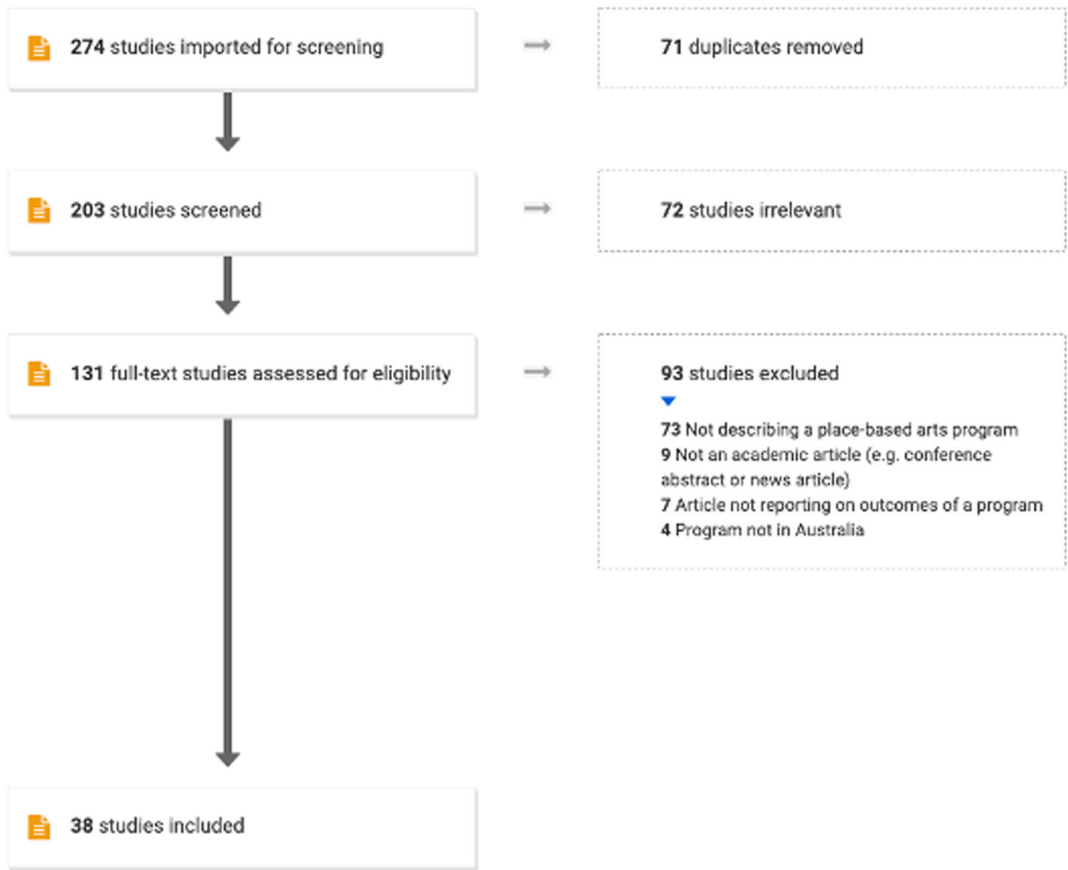 274 studies imported for screening
71 duplicates removed
203 studies screened
72 studies irrelevant
131 full-text studies assessed for eligibility
93 studies excluded
73 Not describing a place-based arts program
9 Not an academic article (e.g. conference
abstract or news article)
7 Article not reporting on outcomes of a program
4 Program not in Australia
38 studies included